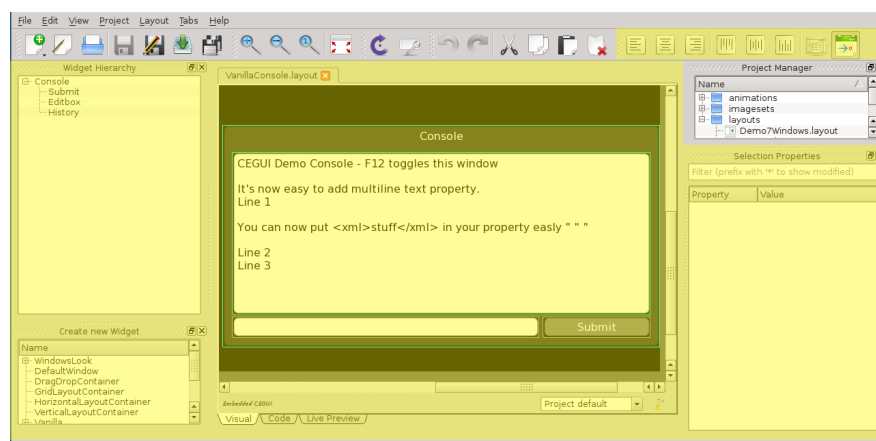 File Edit View Project Layout Tabs Help
Widget Hierarchy
Console
Submit
Editbox
History
Create new Widget
Name
WindowsLook
DefaultWindow
DragDropContainer
GridLayoutContainer
HorizontalLayoutContainer
VerticalLayoutContainer
Vanilla
VanillaConsole.layout
Console
CEGUI Demo Console - F12 toggles this window
It's now easy to add multiline text property.
Line 1
You can now put <xml>stuff</xml> in your property easly " " "
Line 2
Line 3
Submit
Embedded CEGUI
Project default
Visual Code Live Preview
Project Manager
Name
animations
imagesets
layouts
Demo7Windows.layout
Selection Properties
Filter (prefix with '*' to show modified)
Property Value